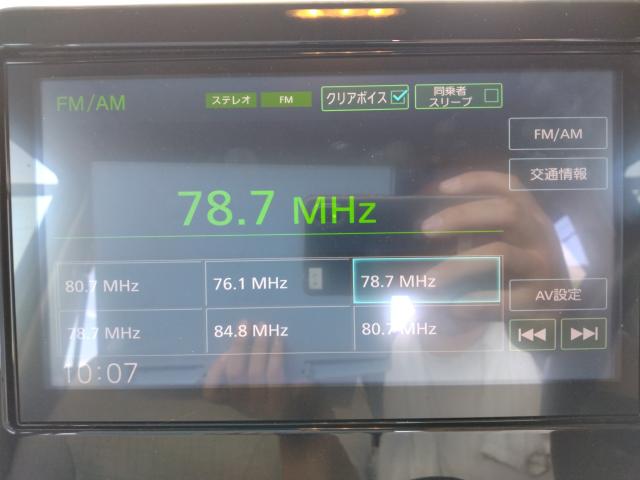 FM/AM
ステレオ
FM
クリアボイス
同乗者
スリープ
FM/AM
交通情報
78.7 MHz
80.7 MHz
76.1 MHz
78.7 MHz
AV設定
78.7 MHz
84.8 MHz
80.7 MHz
10:07